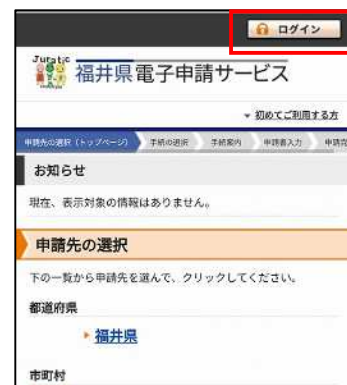 ログイン
福井県電子申請サービス
初めてご利用する方
申請先の選択(トップページ) 手続の選択 手続案内 申請書入力
お知らせ
現在、表示対象の情報はありません。
申請先の選択
下の一覧から申請先を選んで、クリックしてください。
都道府県
福井県
市町村